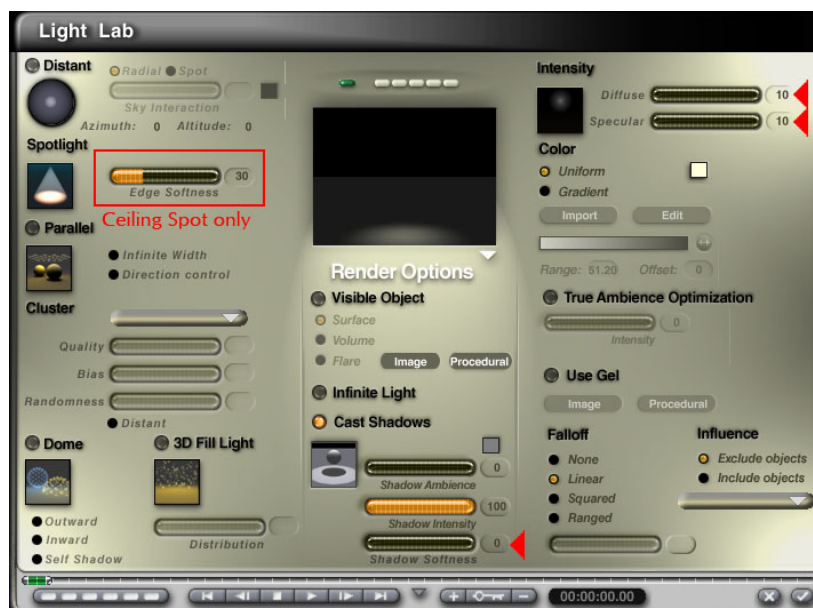 Light Lab
Distant
Radial Spot
Sky Interaction
Azimuth: 0 Altitude: 0
Spotlight
30
Edge Softness
Ceiling Spot only
Parallel
Infinite Width
Direction control
Cluster
Quality
Bias
Randomness
Distant
Dome
3D Fill Light
Outward
Inward
Self Shadow
Distribution
Render Options
Visible Object
Surface
Volume
Flare Image Procedural
Infinite Light
Cast Shadows
0
Shadow Ambience
100
Shadow Intensity
0
Shadow Softness
Intensity
Diffuse 10
Specular 10
Color
Uniform
Gradient
Import Edit
Range: 51.20 Offset: 0
True Ambience Optimization
0
Intensity
Use Gel
Image Procedural
Falloff
None
Linear
Squared
Ranged
Influence
Exclude objects
Include objects
00:00:00.00